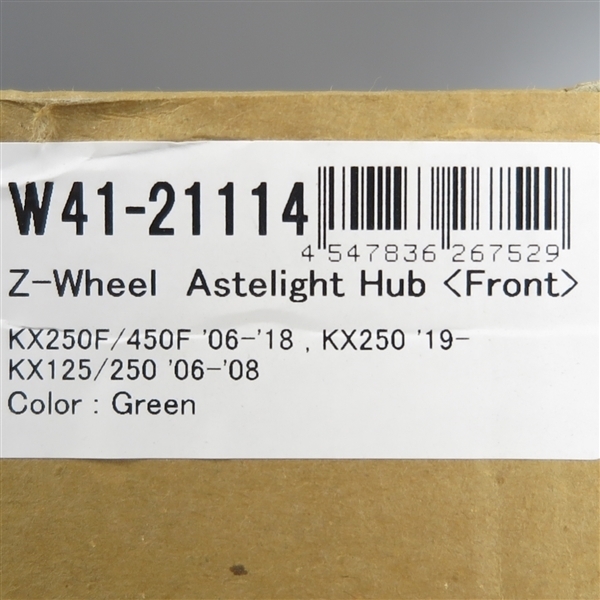 W41-21114
4 547836 267529
Z-Wheel Astelight Hub <Front>
KX250F/450F '06-'18 , KX250 '19-
KX125/250 '06-'08
Color : Green